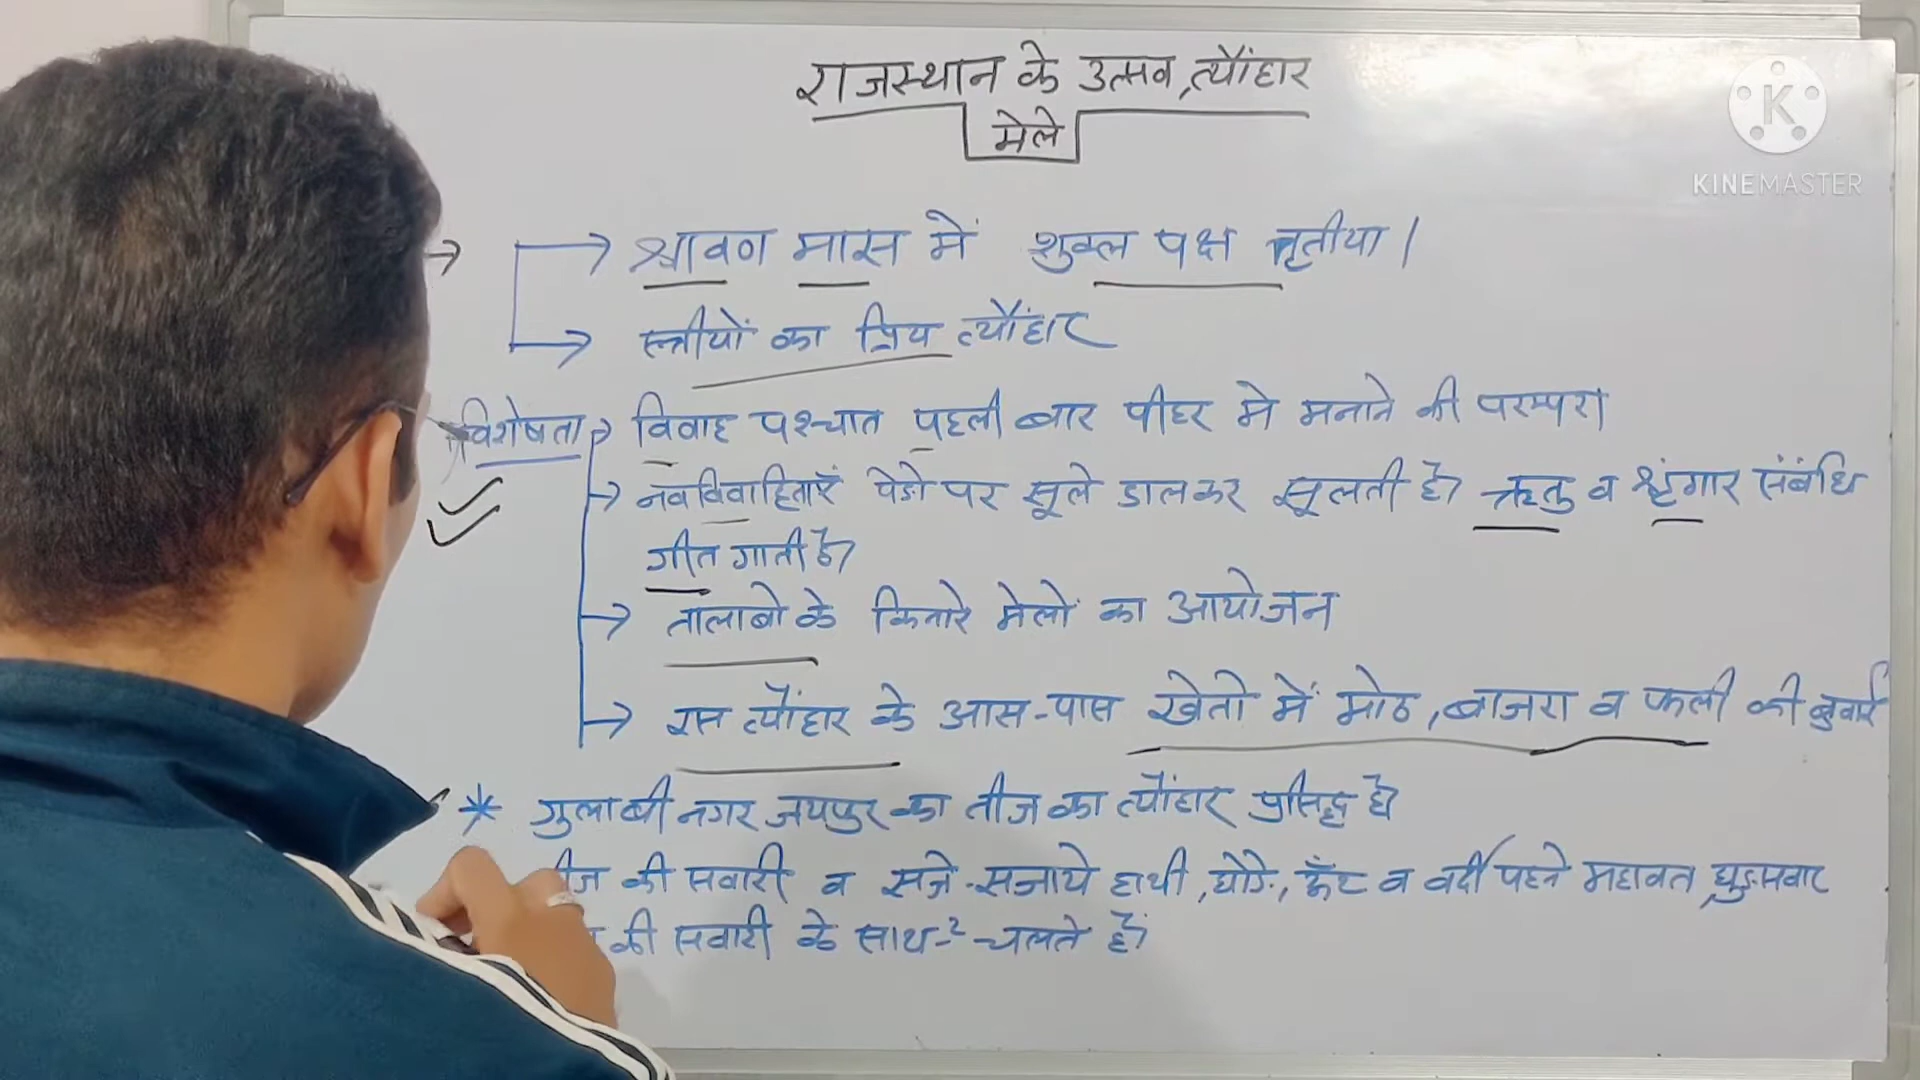 राजस्थान के उत्सव, त्यौंहार
मेले
KINEMASTER
→ श्रावण मास में शुक्ल पक्ष तृतीया।
→ स्त्रीयों का प्रिय त्यौंहार
विशेषता → विवाह पश्चात पहली बार पीहर मे मनाने की परम्परा
→ नवविवाहिताएँ पेडो पर झूले डालकर झूलती है ऋतु व श्रृंगार संबंधि
गीत गाती है
→ तालाबो के किनारे मेलों का आयोजन
→ इस त्यौंहार के आस-पास खेतो में मोठ, बाजरा व फली की बुवाई
* गुलाबी नगर जयपुर का तीज का त्यौंहार प्रसिद्ध है
की सवारी व सजे-सजाये हाथी, घोडे, ऊँट व वर्दी पहने महावत, घुड़सवार
की सवारी के साथ-2 चलते है।